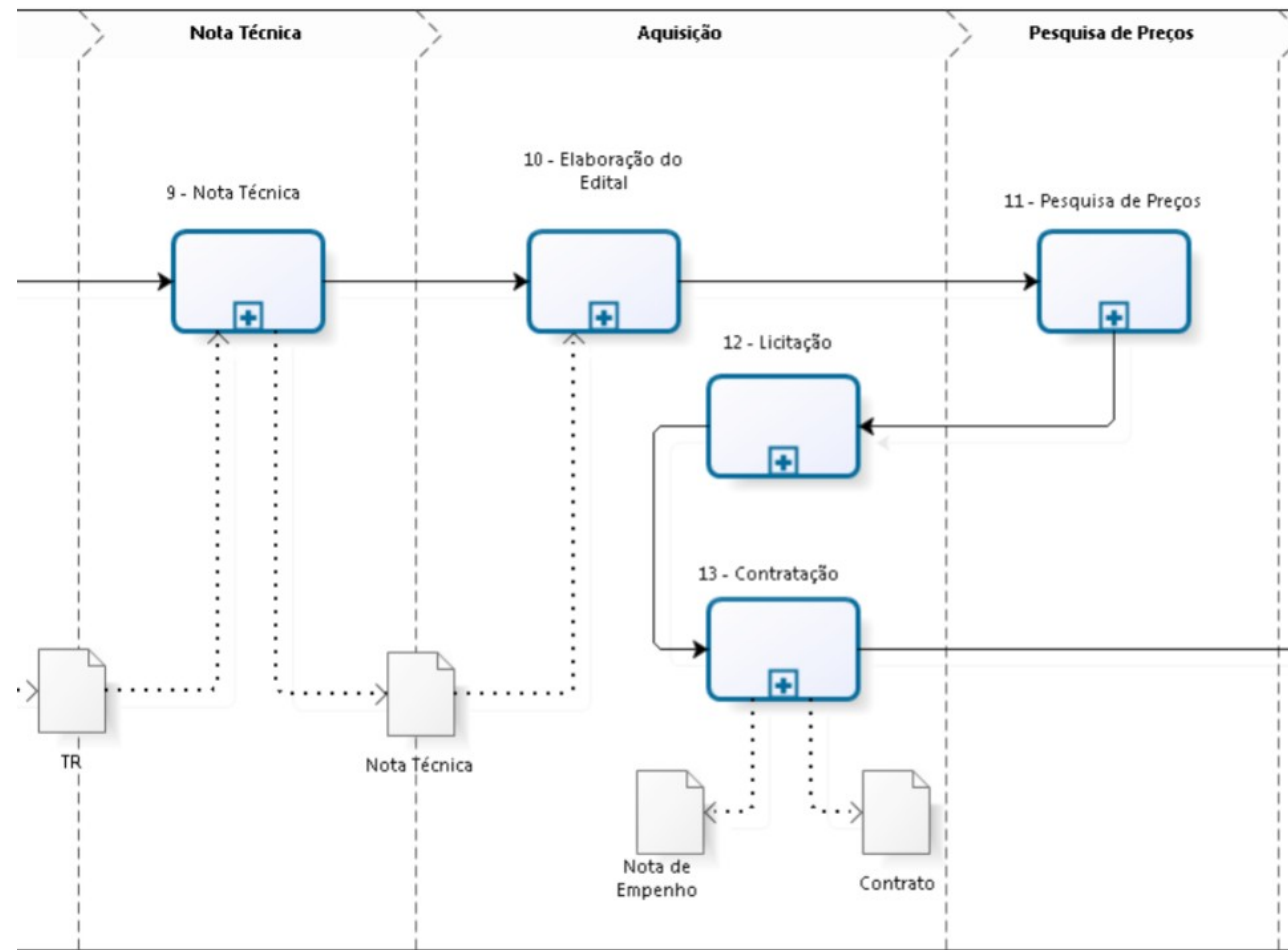 Nota Técnica
Aquisição
Pesquisa de Preços
9 - Nota Técnica
10 - Elaboração do
Edital
11 - Pesquisa de Preços
12 - Licitação
13 - Contratação
TR
Nota Técnica
Nota de
Empenho
Contrato